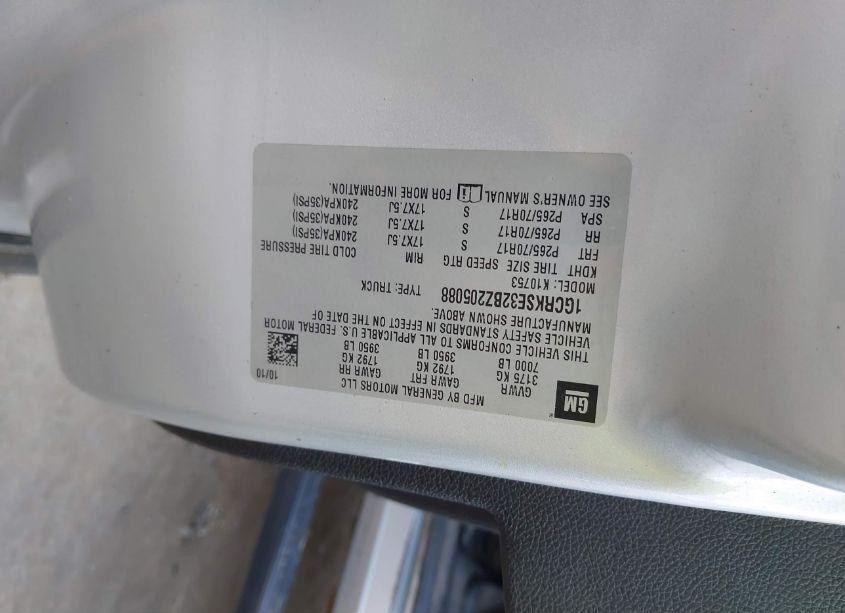 GM
MFD BY GENERAL MOTORS LLC 10/10
GVWR GAWR FRT GAWR RR
3175 KG 1792 KG 1792 KG
7000 LB 3950 LB 3950 LB
THIS VEHICLE CONFORMS TO ALL APPLICABLE U.S. FEDERAL MOTOR
VEHICLE SAFETY STANDARDS IN EFFECT ON THE DATE OF
MANUFACTURE SHOWN ABOVE.
1GCRKSE32BZ205088 TYPE: TRUCK
MODEL: K10753
KDHT TIRE SIZE SPEED RTG RIM COLD TIRE PRESSURE
FRT P265/70R17 S 17X7.5J 240KPA(35PSI)
RR P265/70R17 S 17X7.5J 240KPA(35PSI)
SPA P265/70R17 S 17X7.5J 240KPA(35PSI)
SEE OWNER'S MANUAL FOR MORE INFORMATION.